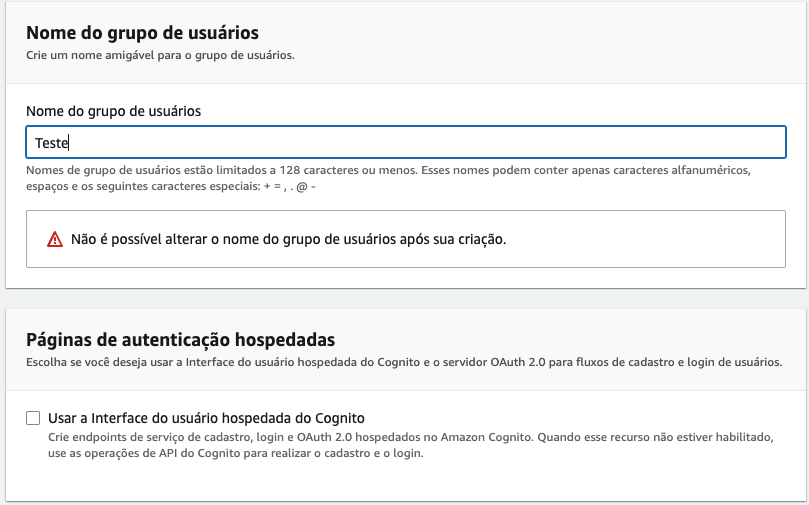 Nome do grupo de usuários
Crie um nome amigável para o grupo de usuários.
Nome do grupo de usuários
Teste
Nomes de grupo de usuários estão limitados a 128 caracteres ou menos. Esses nomes podem conter apenas caracteres alfanuméricos,
espaços e os seguintes caracteres especiais: + = , . @ -
Não é possível alterar o nome do grupo de usuários após sua criação.
Páginas de autenticação hospedadas
Escolha se você deseja usar a Interface do usuário hospedada do Cognito e o servidor OAuth 2.0 para fluxos de cadastro e login de usuários.
Usar a Interface do usuário hospedada do Cognito
Crie endpoints de serviço de cadastro, login e OAuth 2.0 hospedados no Amazon Cognito. Quando esse recurso não estiver habilitado,
use as operações de API do Cognito para realizar o cadastro e o login.